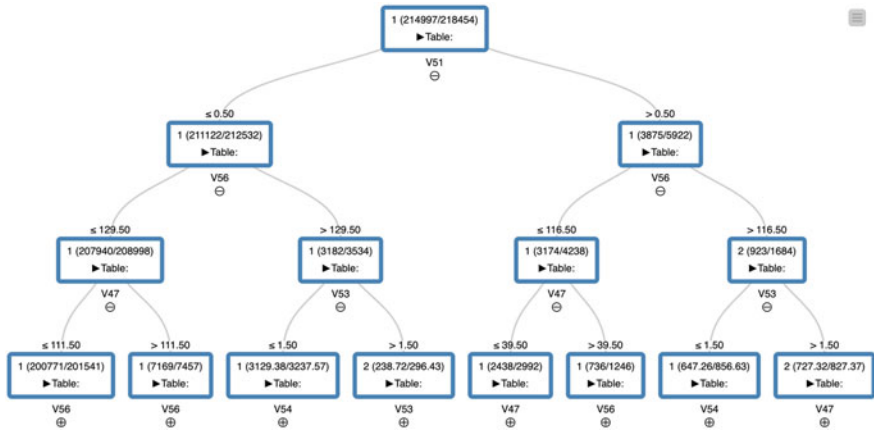 1 (214997/218454)
►Table:
V51
⊖
≤ 0.50
> 0.50
1 (211122/212532)
►Table:
1 (3875/5922)
►Table:
V56
⊖
V56
⊖
≤ 129.50
> 129.50
≤ 116.50
> 116.50
1 (207940/208998)
►Table:
1 (3182/3534)
►Table:
1 (3174/4238)
►Table:
2 (923/1684)
►Table:
V47
⊖
V53
⊖
V47
⊖
V53
⊖
≤ 111.50
> 111.50
≤ 1.50
> 1.50
≤ 39.50
> 39.50
≤ 1.50
> 1.50
1 (200771/201541)
►Table:
1 (7169/7457)
►Table:
1 (3129.38/3237.57)
►Table:
2 (238.72/296.43)
►Table:
1 (2438/2992)
►Table:
1 (736/1246)
►Table:
1 (647.26/856.63)
►Table:
2 (727.32/827.37)
►Table:
V56
⊕
V56
⊕
V54
⊕
V53
⊕
V47
⊕
V56
⊕
V54
⊕
V47
⊕